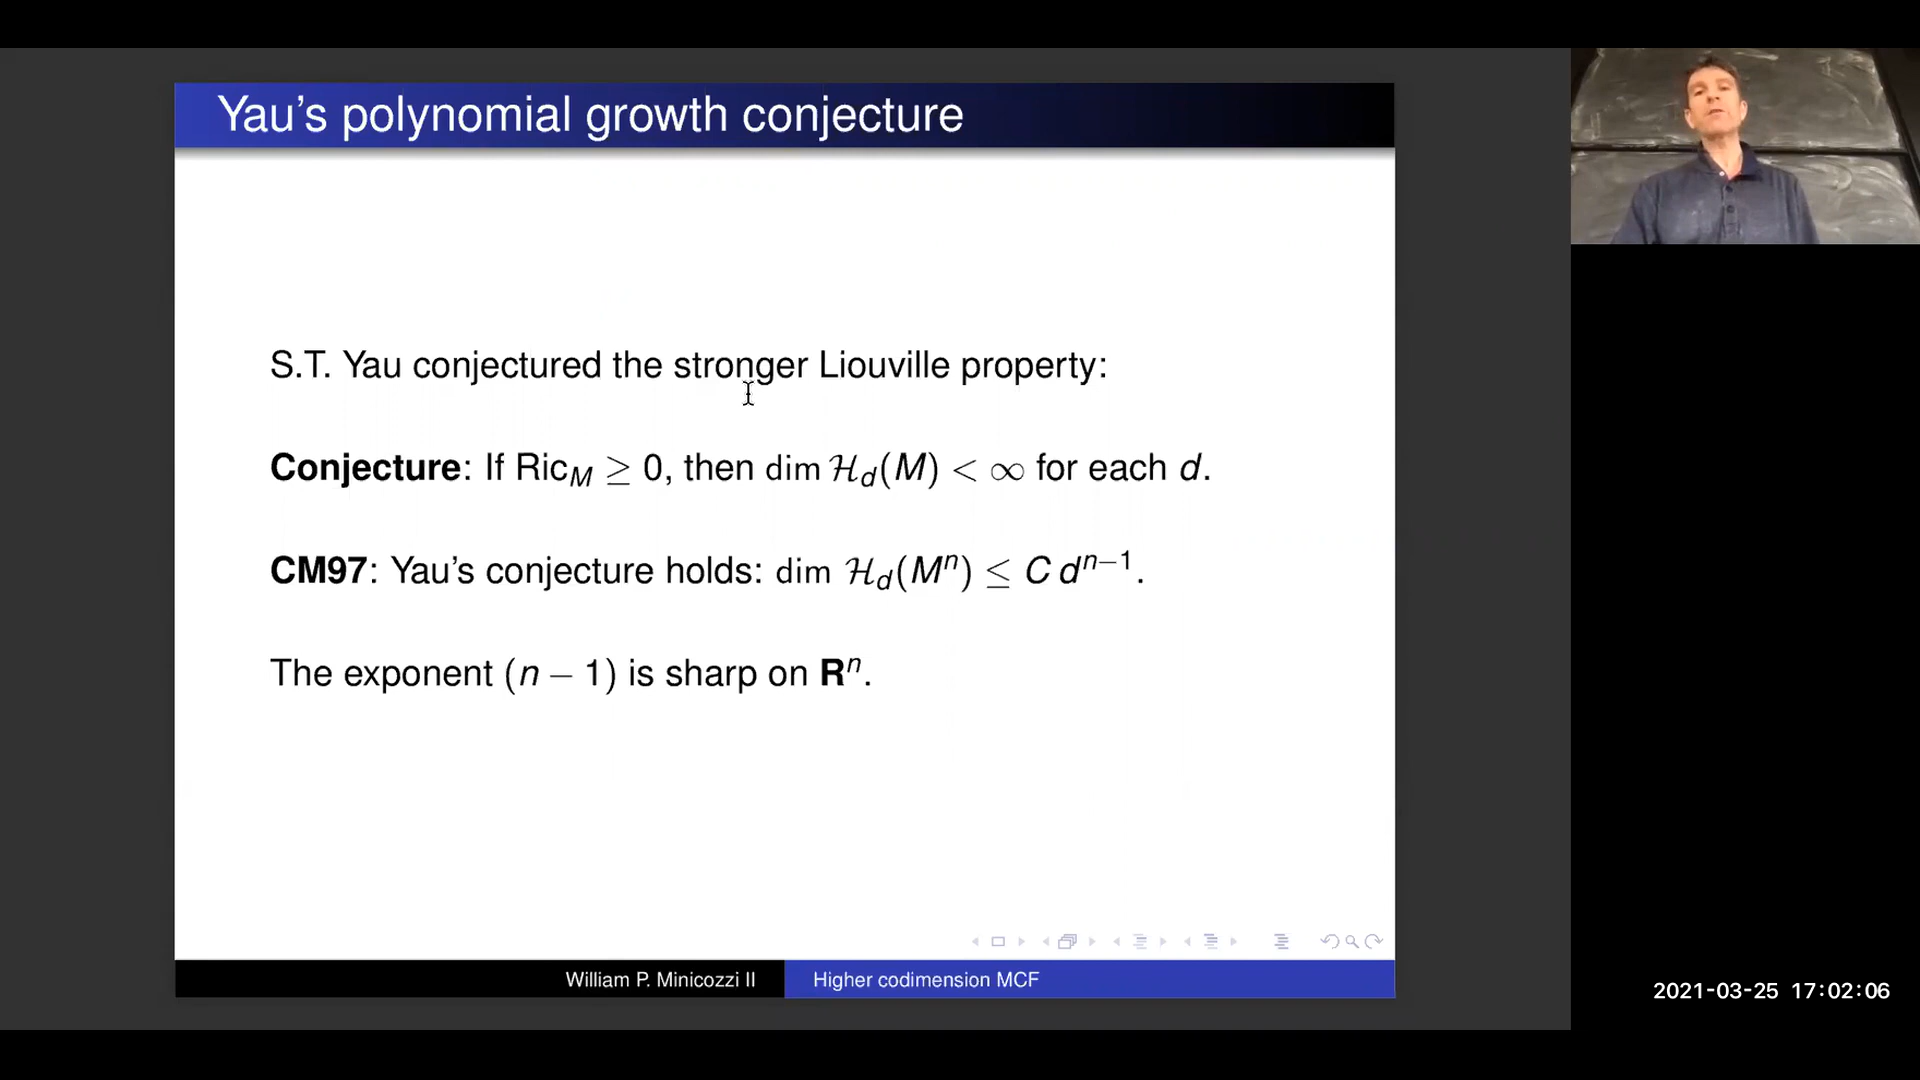 Yau's polynomial growth conjecture
S.T. Yau conjectured the stronger Liouville property:
Conjecture: If Ric_M ≥ 0, then dim ℋ_d(M) < ∞ for each d.
CM97: Yau's conjecture holds: dim ℋ_d(M^n) ≤ C d^{n−1}.
The exponent (n − 1) is sharp on R^n.
William P. Minicozzi II
Higher codimension MCF
2021-03-25 17:02:06